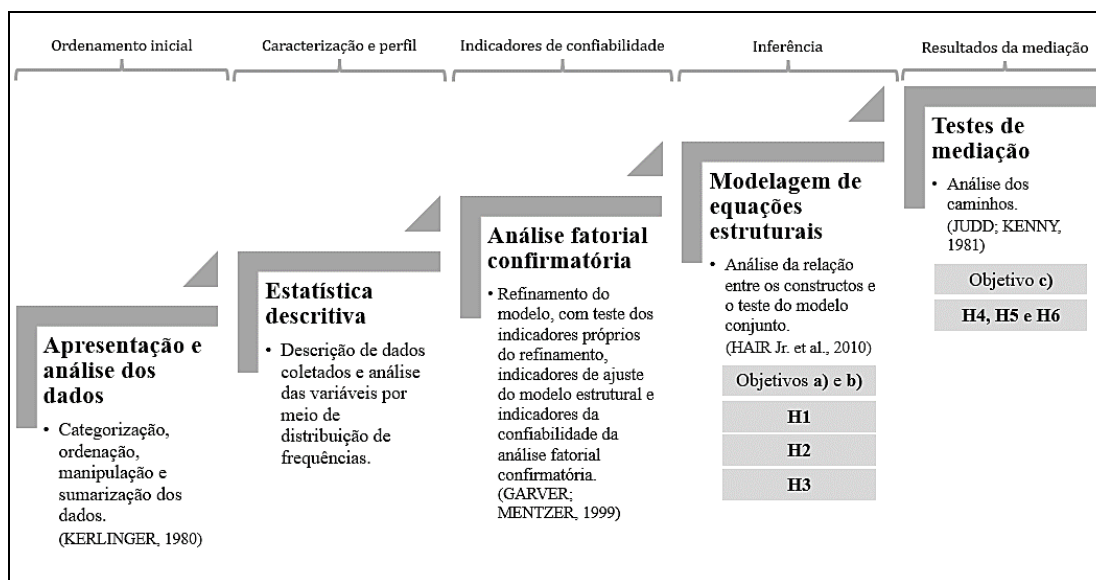 Ordenamento inicial
Caracterização e perfil
Indicadores de confiabilidade
Inferência
Resultados da mediação
Apresentação e
análise dos
dados
• Categorização,
ordenação,
manipulação e
sumarização dos
dados.
(KERLINGER, 1980)
Estatística
descritiva
• Descrição de dados
coletados e análise
das variáveis por
meio de
distribuição de
frequências.
Análise fatorial
confirmatória
• Refinamento do
modelo, com teste dos
indicadores próprios
do refinamento,
indicadores de ajuste
do modelo estrutural e
indicadores da
confiabilidade da
análise fatorial
confirmatória.
(GARVER;
MENTZER, 1999)
Modelagem de
equações
estruturais
• Análise da relação
entre os constructos e
o teste do modelo
conjunto.
(HAIR Jr. et al., 2010)
Objetivos a) e b)
H1
H2
H3
Testes de
mediação
• Análise dos
caminhos.
(JUDD; KENNY,
1981)
Objetivo c)
H4, H5 e H6